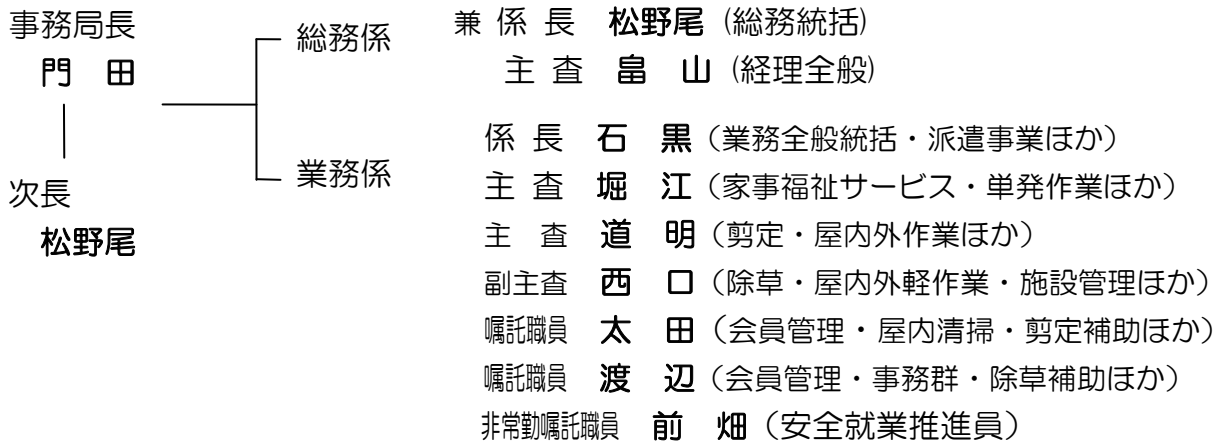 事務局長
門 田
次長
松野尾
総務係
兼 係 長 松野尾 (総務統括)
主 査 畠 山 (経理全般)
業務係
係 長 石 黒（業務全般統括・派遣事業ほか）
主 査 堀 江（家事福祉サービス・単発作業ほか）
主 査 道 明（剪定・屋内外作業ほか）
副主査 西 口（除草・屋内外軽作業・施設管理ほか）
嘱託職員 太 田（会員管理・屋内清掃・剪定補助ほか）
嘱託職員 渡 辺（会員管理・事務群・除草補助ほか）
非常勤嘱託職員 前 畑（安全就業推進員）